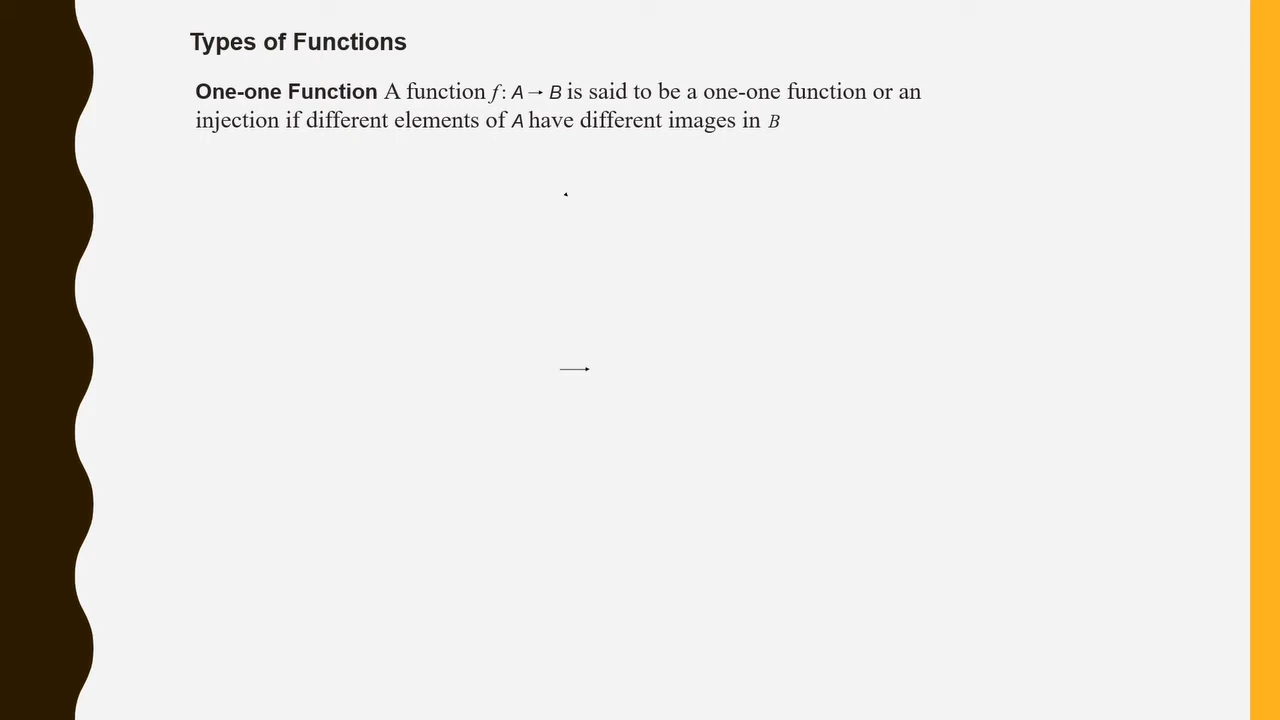 Types of Functions
One-one Function A function f: A → B is said to be a one-one function or an
injection if different elements of A have different images in B